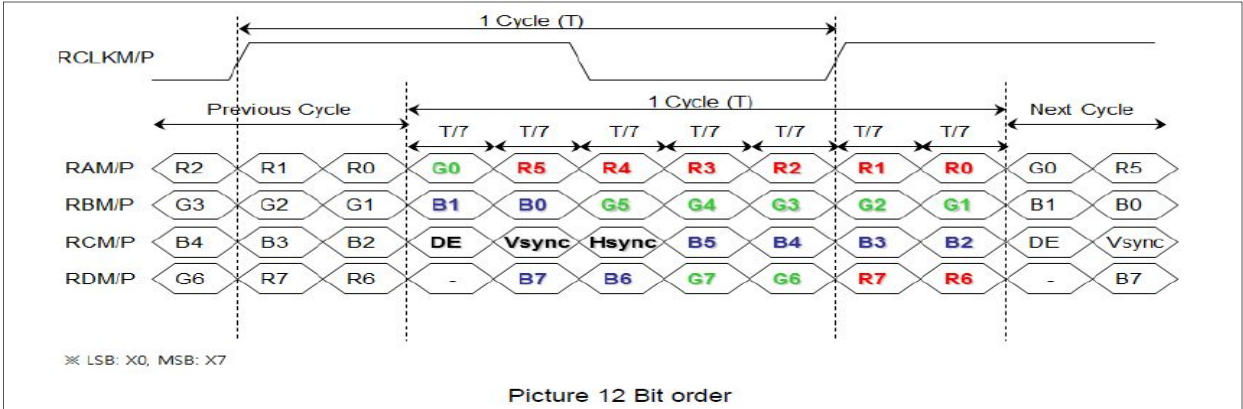 1 Cycle (T)
RCLKM/P
Previous Cycle 1 Cycle (T) Next Cycle
T/7 T/7 T/7 T/7 T/7 T/7 T/7
RAM/P R2 R1 R0 G0 R5 R4 R3 R2 R1 R0 G0 R5
RBM/P G3 G2 G1 B1 B0 G5 G4 G3 G2 G1 B1 B0
RCM/P B4 B3 B2 DE Vsync Hsync B5 B4 B3 B2 DE Vsync
RDM/P G6 R7 R6 - B7 B6 G7 G6 R7 R6 - B7
※ LSB: X0, MSB: X7
Picture 12 Bit order